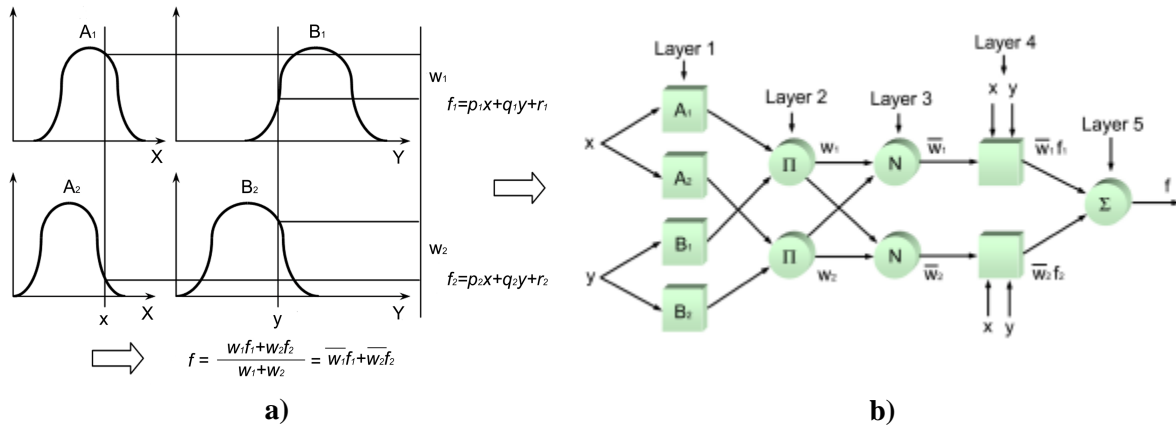 A₁
B₁
w₁
f₁=p₁x+q₁y+r₁
X
Y
A₂
B₂
w₂
f₂=p₂x+q₂y+r₂
X
Y
x
y
f = w₁f₁+w₂f₂ / w₁+w₂ = w̅₁f₁+w̅₂f₂
a)
Layer 1
Layer 2
Layer 3
Layer 4
Layer 5
x y
x
y
A₁
A₂
B₁
B₂
Π
Π
w₁
w₂
N
N
w̅₁
w̅₂
w̅₁f₁
w̅₂f₂
x y
Σ
f
b)